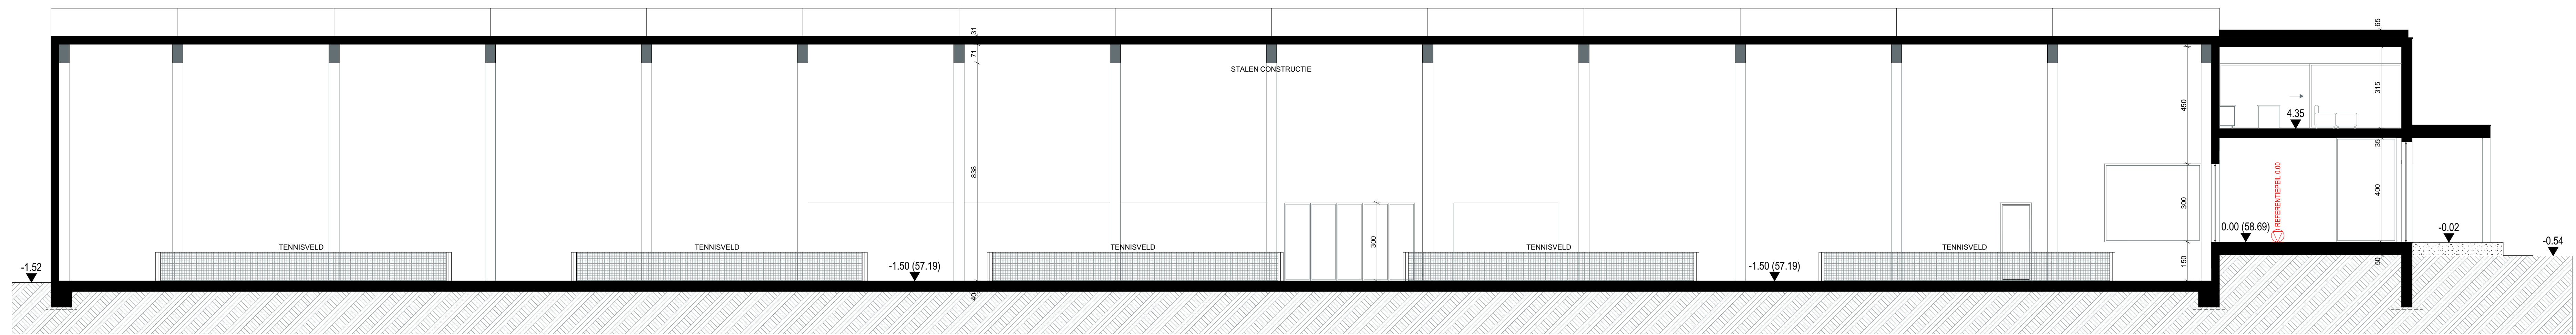 65
31
71
STALEN CONSTRUCTIE
315
450
4.35
35
838
REFERENTIEPEIL 0.00
400
300
0.00 (58.69)
-0.02
300
-0.54
TENNISVELD
TENNISVELD
TENNISVELD
TENNISVELD
TENNISVELD
-1.52
-1.50 (57.19)
-1.50 (57.19)
150
50
40